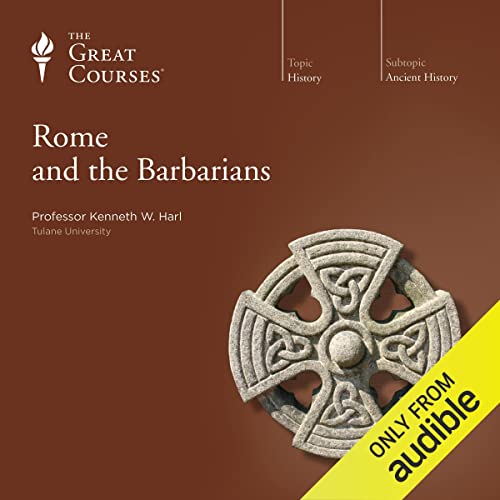 THE
GREAT
COURSES®
Topic
History
Subtopic
Ancient History
Rome
and the Barbarians
Professor Kenneth W. Harl
Tulane University
ONLY FROM
audible